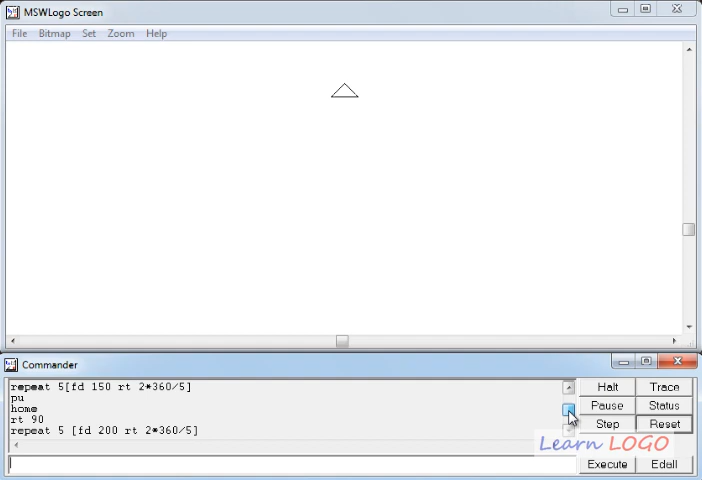 MSWLogo Screen
File Bitmap Set Zoom Help
Commander
repeat 5[fd 150 rt 2*360/5]
pu
home
rt 90
repeat 5 [fd 200 rt 2*360/5]
Halt Trace
Pause Status
Step Reset
Learn LOGO
Execute Edall